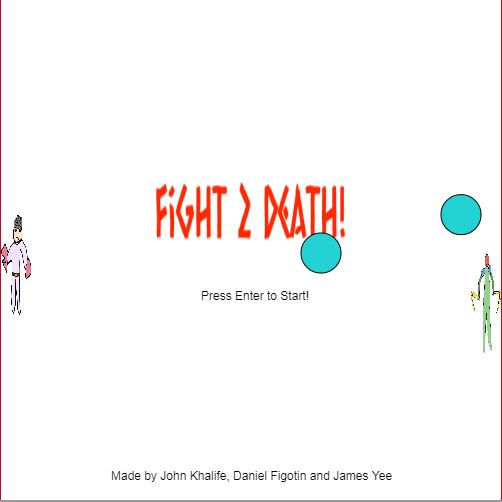 FiGHT 2 DEATH!
Press Enter to Start!
Made by John Khalife, Daniel Figotin and James Yee